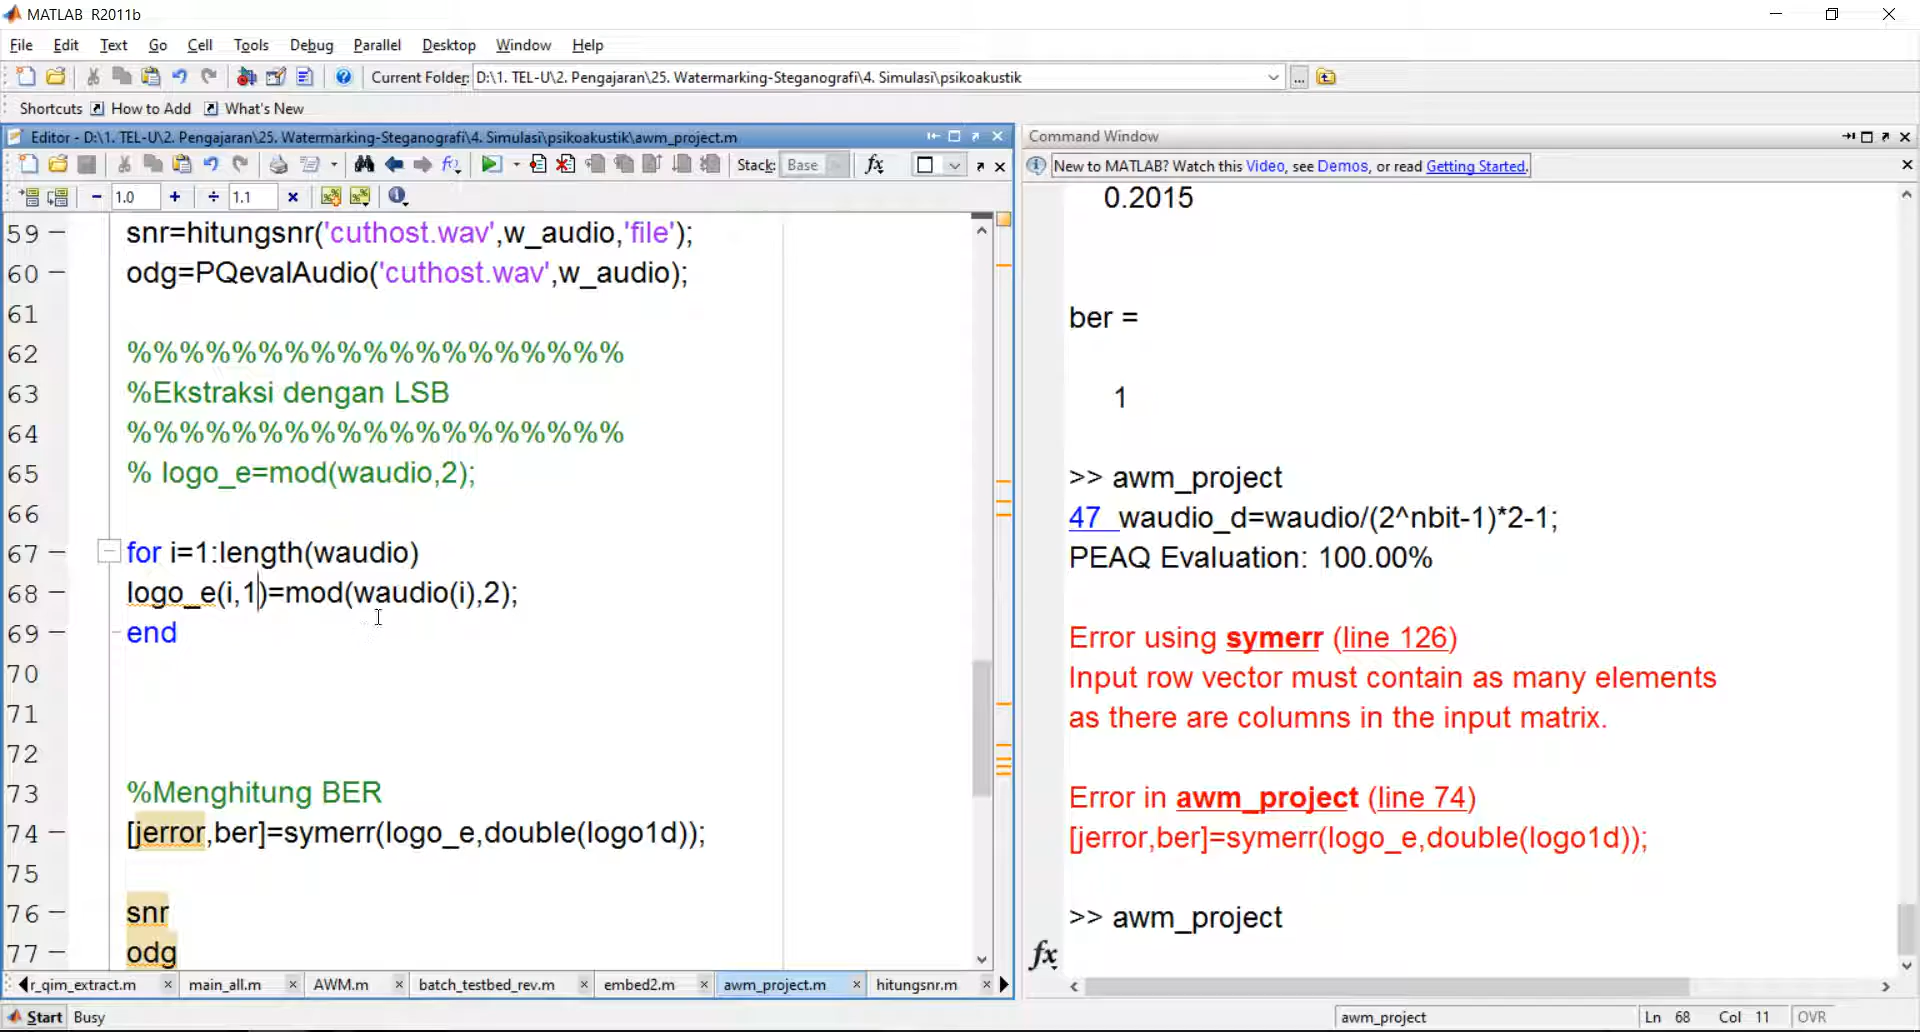 MATLAB R2011b
File Edit Text Go Cell Tools Debug Parallel Desktop Window Help
Current Folder: D:\1. TEL-U\2. Pengajaran\25. Watermarking-Steganografi\4. Simulasi\psikoakustik
Shortcuts How to Add What's New
Editor - D:\1. TEL-U\2. Pengajaran\25. Watermarking-Steganografi\4. Simulasi\psikoakustik\awm_project.m
Stack: Base
1.0 1.1
59 snr=hitungsnr('cuthost.wav',w_audio,'file');
60 odg=PQevalAudio('cuthost.wav',w_audio);
61
62 %%%%%%%%%%%%%%%%%%%
63 %Ekstraksi dengan LSB
64 %%%%%%%%%%%%%%%%%%%
65 % logo_e=mod(waudio,2);
66
67 for i=1:length(waudio)
68 logo_e(i,1)=mod(waudio(i),2);
69 end
70
71
72
73 %Menghitung BER
74 [jerror,ber]=symerr(logo_e,double(logo1d));
75
76 snr
77 odg
r_qim_extract.m main_all.m AWM.m batch_testbed_rev.m embed2.m awm_project.m hitungsnr.m
Command Window
New to MATLAB? Watch this Video, see Demos, or read Getting Started.
0.2015
ber =
1
>> awm_project
47 waudio_d=waudio/(2^nbit-1)*2-1;
PEAQ Evaluation: 100.00%
Error using symerr (line 126)
Input row vector must contain as many elements
as there are columns in the input matrix.
Error in awm_project (line 74)
[jerror,ber]=symerr(logo_e,double(logo1d));
>> awm_project
fx
Start Busy
awm_project
Ln 68 Col 11 OVR